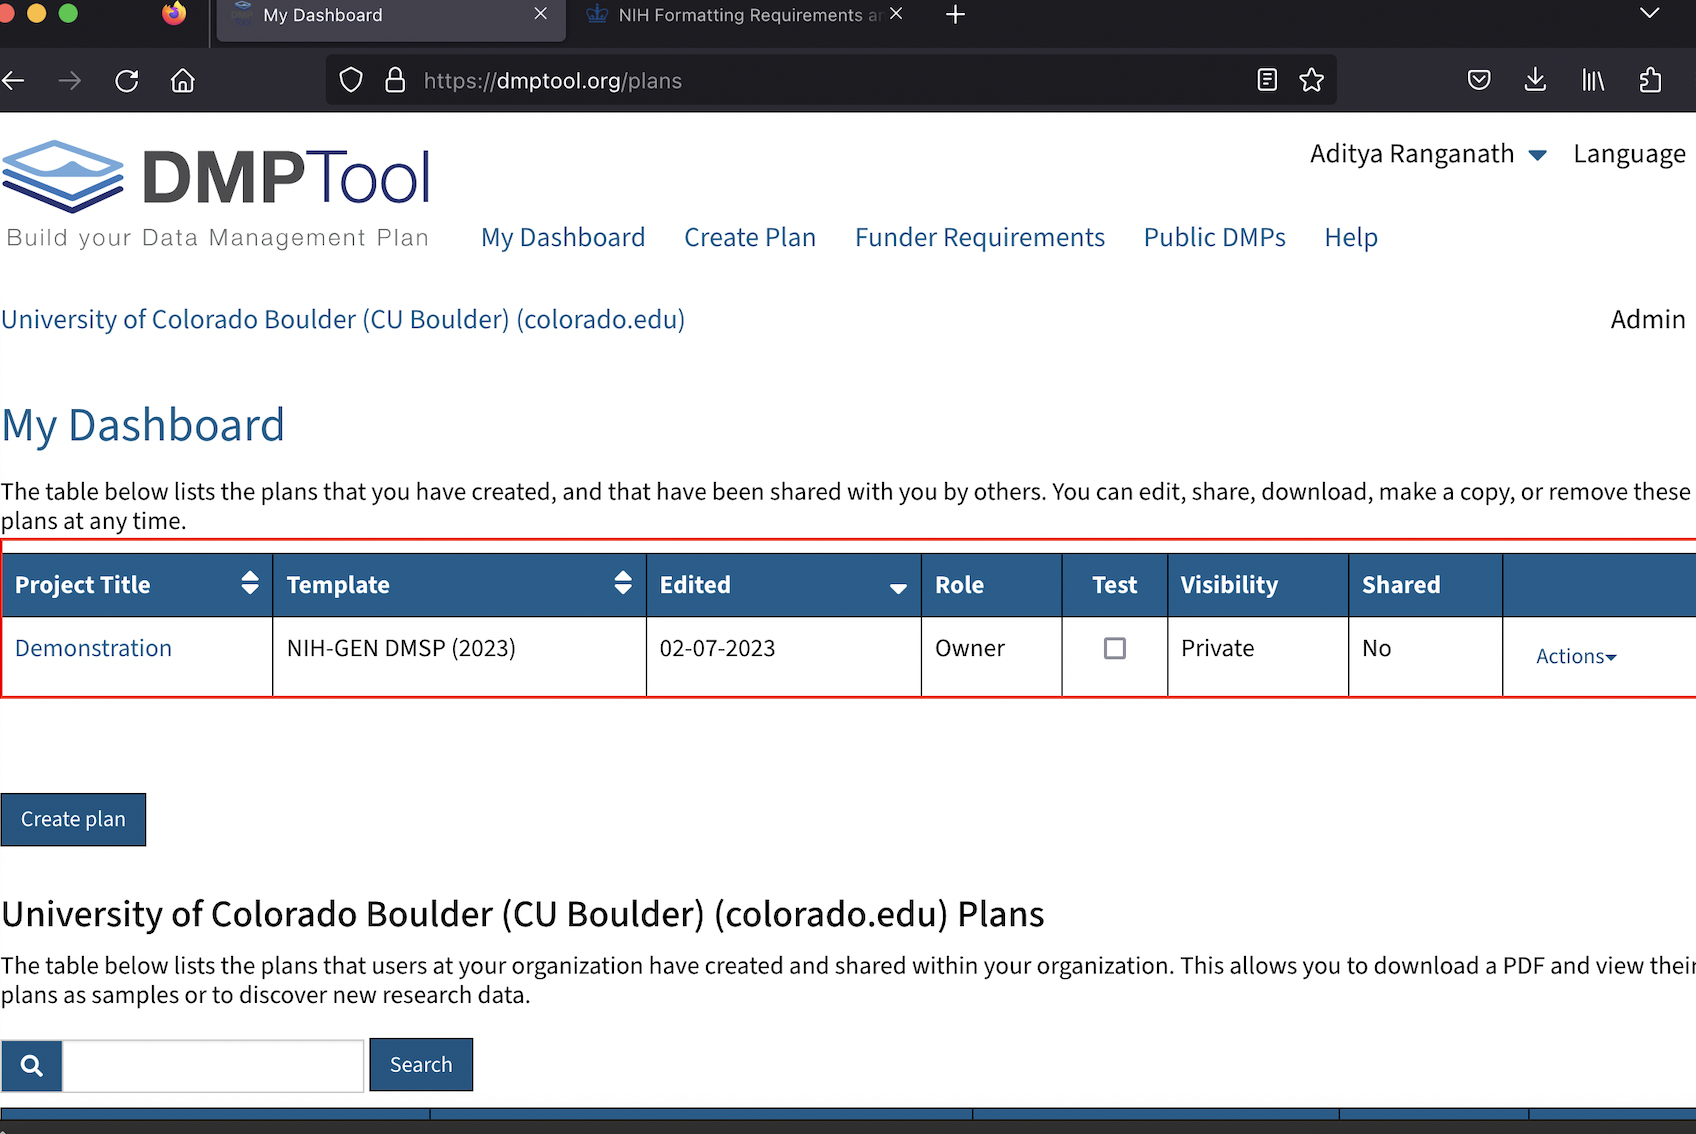 My Dashboard
NIH Formatting Requirements a
https://dmptool.org/plans
DMPTool
Build your Data Management Plan
Aditya Ranganath Language
My Dashboard Create Plan Funder Requirements Public DMPs Help
University of Colorado Boulder (CU Boulder) (colorado.edu) Admin
My Dashboard
The table below lists the plans that you have created, and that have been shared with you by others. You can edit, share, download, make a copy, or remove these
plans at any time.
Project Title Template Edited Role Test Visibility Shared
Demonstration NIH-GEN DMSP (2023) 02-07-2023 Owner Private No Actions
Create plan
University of Colorado Boulder (CU Boulder) (colorado.edu) Plans
The table below lists the plans that users at your organization have created and shared within your organization. This allows you to download a PDF and view their
plans as samples or to discover new research data.
Search